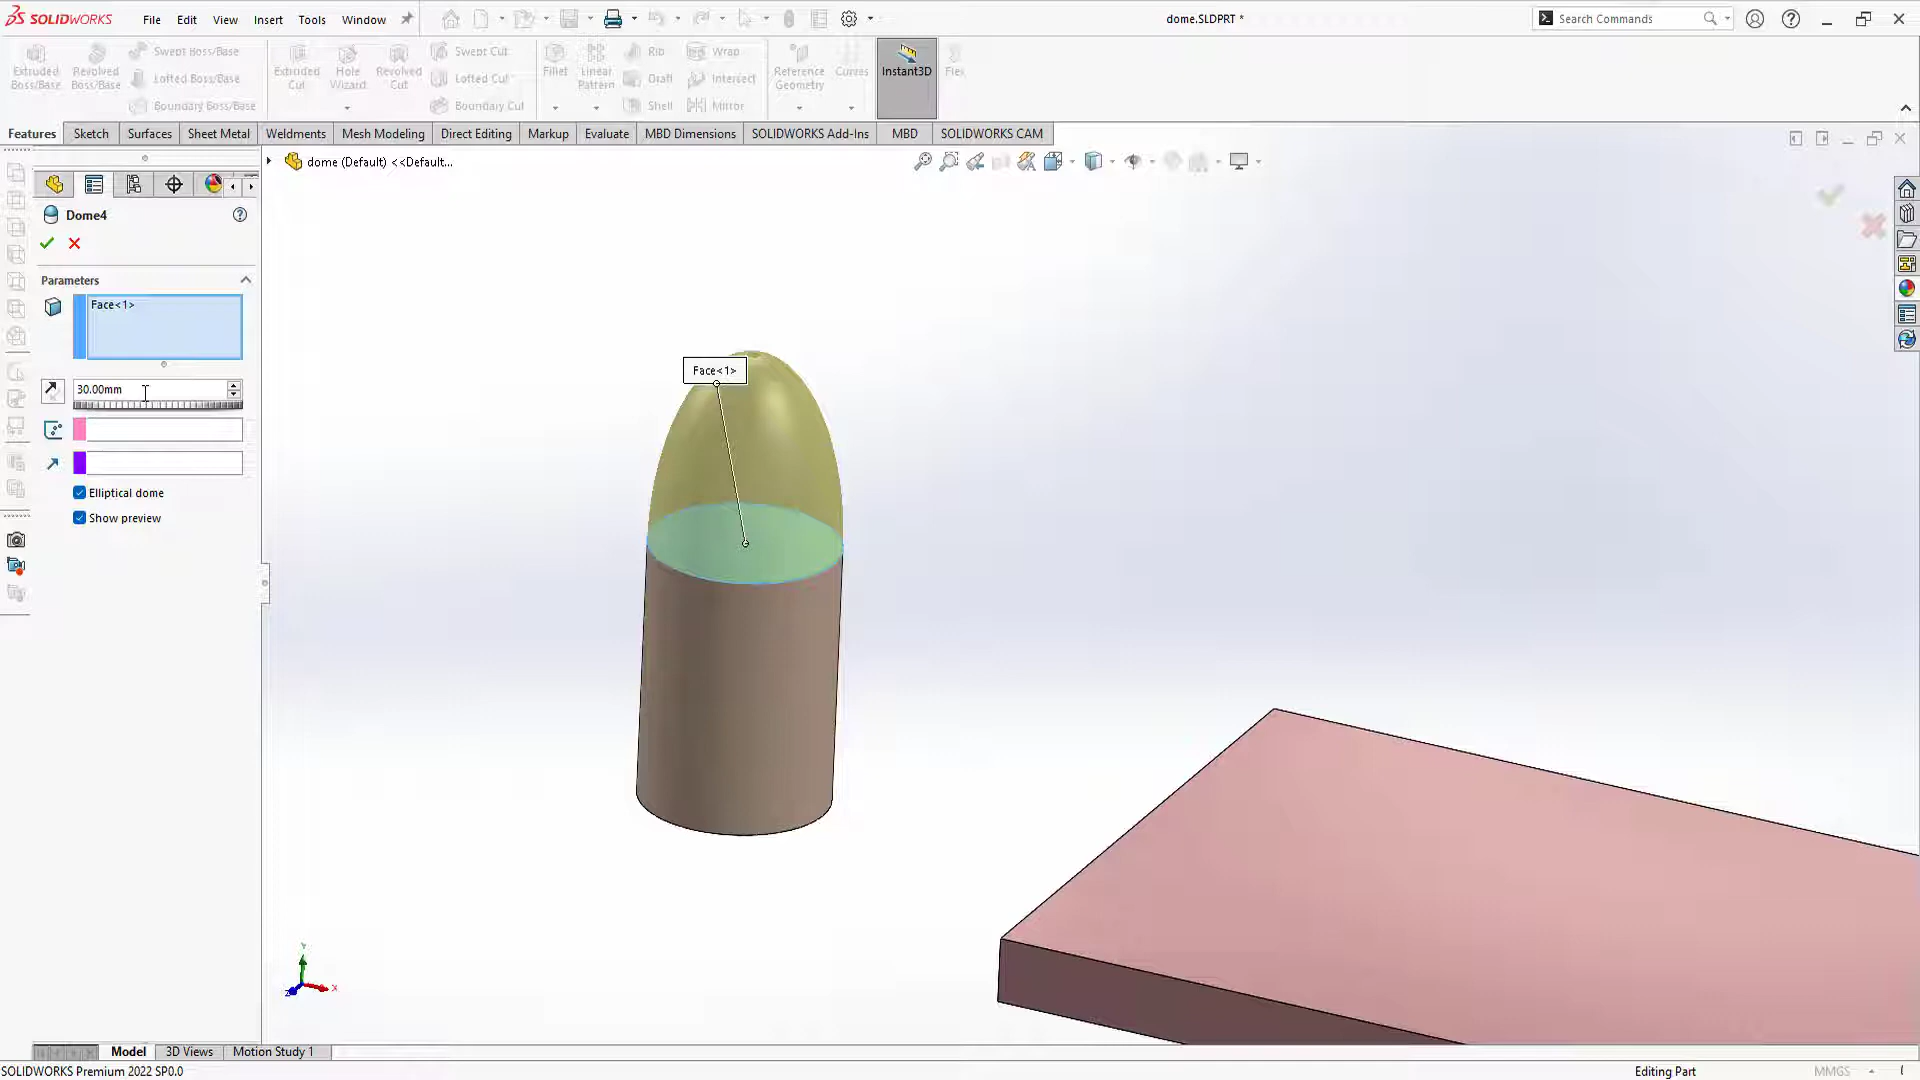 SOLIDWORKS
File Edit View Insert Tools Window
dome.SLDPRT *
Search Commands
Extruded Boss/Base
Revolved Boss/Base
Swept Boss/Base
Lofted Boss/Base
Boundary Boss/Base
Extruded Cut
Hole Wizard
Revolved Cut
Swept Cut
Lofted Cut
Boundary Cut
Fillet
Linear Pattern
Rib
Draft
Shell
Wrap
Intersect
Mirror
Reference Geometry
Curves
Instant3D
Flex
Features Sketch Surfaces Sheet Metal Weldments Mesh Modeling Direct Editing Markup Evaluate MBD Dimensions SOLIDWORKS Add-Ins MBD SOLIDWORKS CAM
dome (Default) <<Default...
Dome4
Parameters
Face<1>
30.00mm
Elliptical dome
Show preview
Face<1>
Y
X
Z
Model 3D Views Motion Study 1
SOLIDWORKS Premium 2022 SP0.0
Editing Part
MMGS